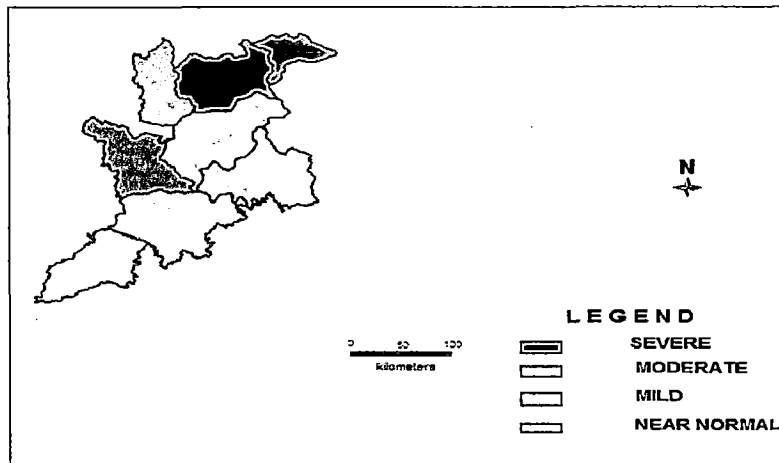 N
LEGEND
SEVERE
MODERATE
MILD
NEAR NORMAL
0 50 100
kilometers